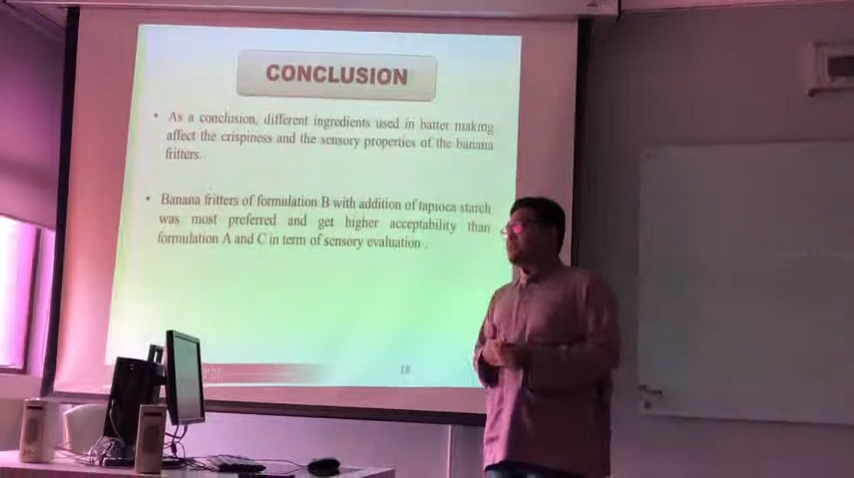 CONCLUSION
• As a conclusion, different ingredients used in batter making
affect the crispiness and the sensory properties of the banana
fritters.
• Banana fritters of formulation B with addition of tapioca starch
was most preferred and get higher acceptability than
formulation A and C in term of sensory evaluation .
18